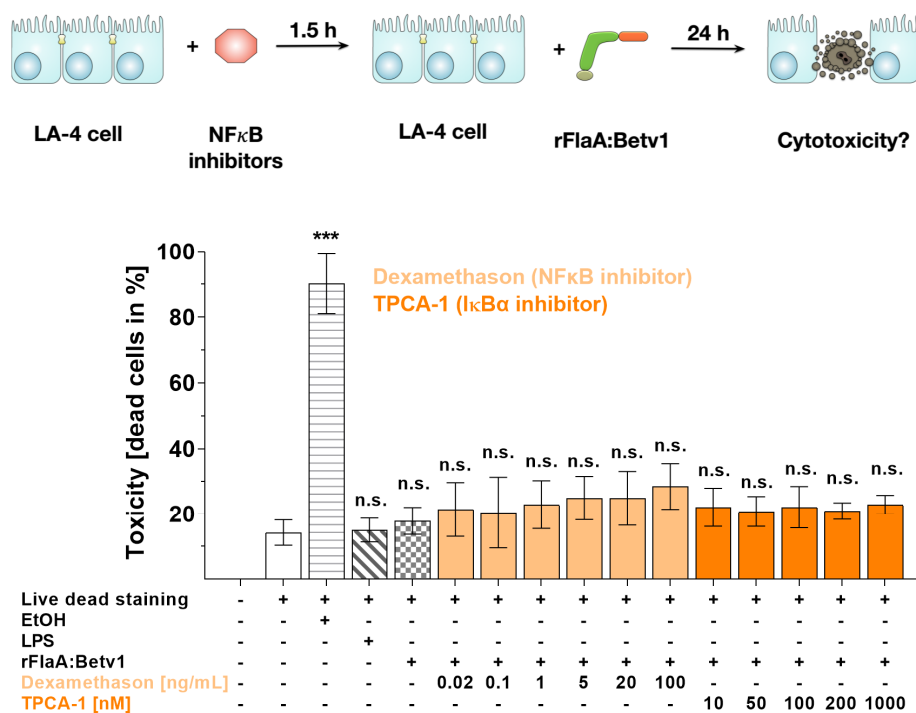 + 1.5 h + 24 h
LA-4 cell NFκB inhibitors LA-4 cell rFlaA:Betv1 Cytotoxicity?
Toxicity [dead cells in %]
100
80
60
40
20
*** n.s. n.s. n.s. n.s. n.s. n.s. n.s. n.s. n.s. n.s. n.s. n.s. n.s.
Dexamethason (NFκB inhibitor)
TPCA-1 (IκBα inhibitor)
Live dead staining - + + + + + + + + + + + + + + +
EtOH - - + - - - - - - - - - - - - -
LPS - - - + - - - - - - - - - - - -
rFlaA:Betv1 - - - - + + + + + + + + + + + +
Dexamethason [ng/mL] - - - - - 0.02 0.1 1 5 20 100 - - - - -
TPCA-1 [nM] - - - - - - - - - - - 10 50 100 200 1000